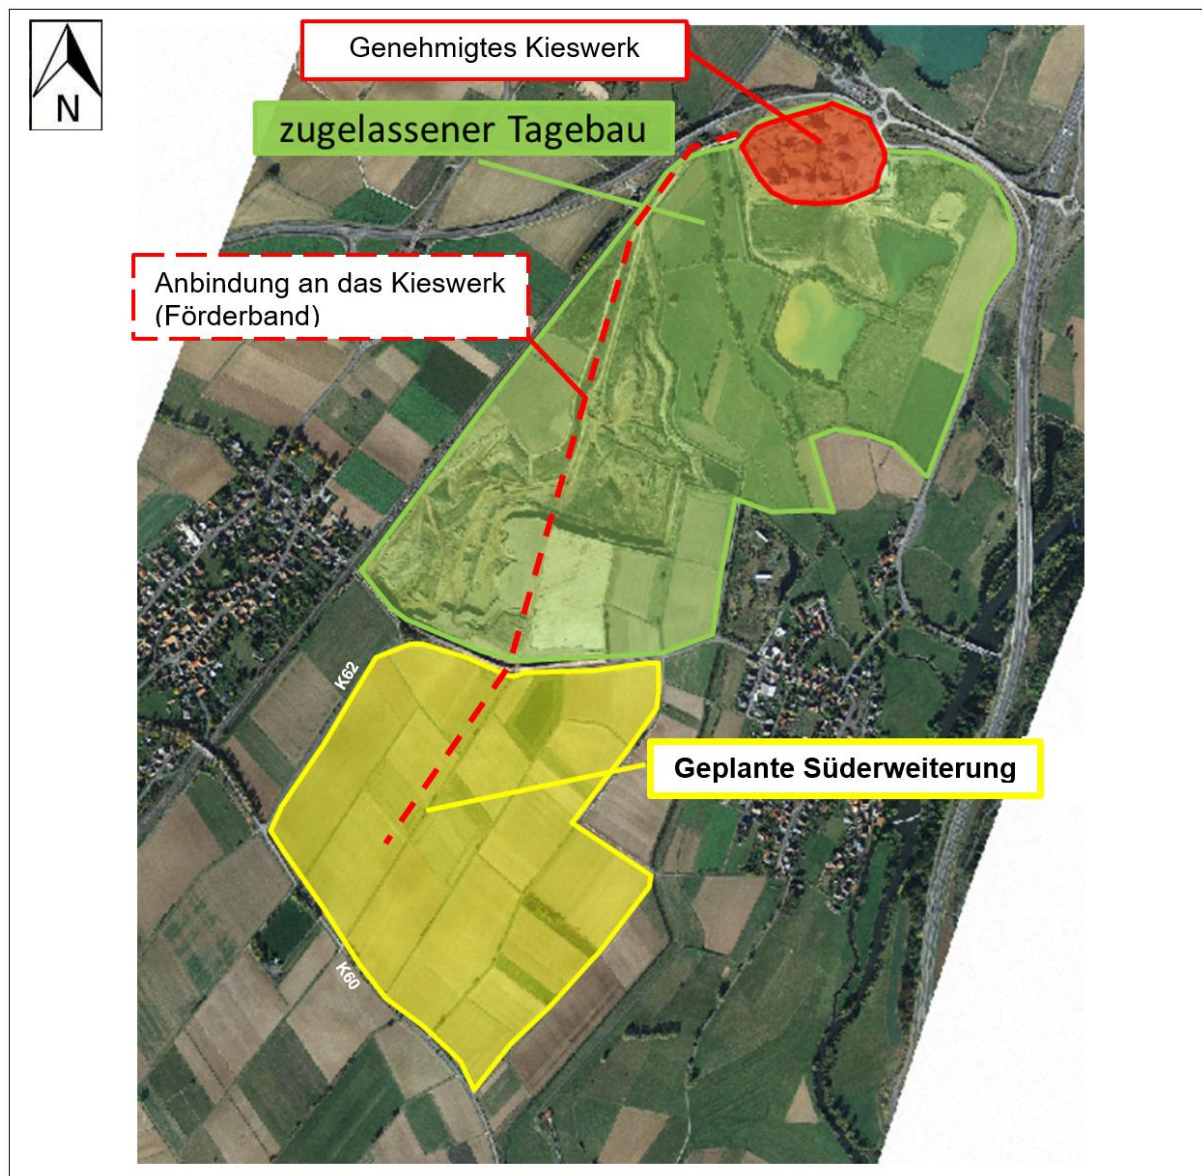 N
Genehmigtes Kieswerk
zugelassener Tagebau
Anbindung an das Kieswerk
(Förderband)
K62
Geplante Süderweiterung
K60